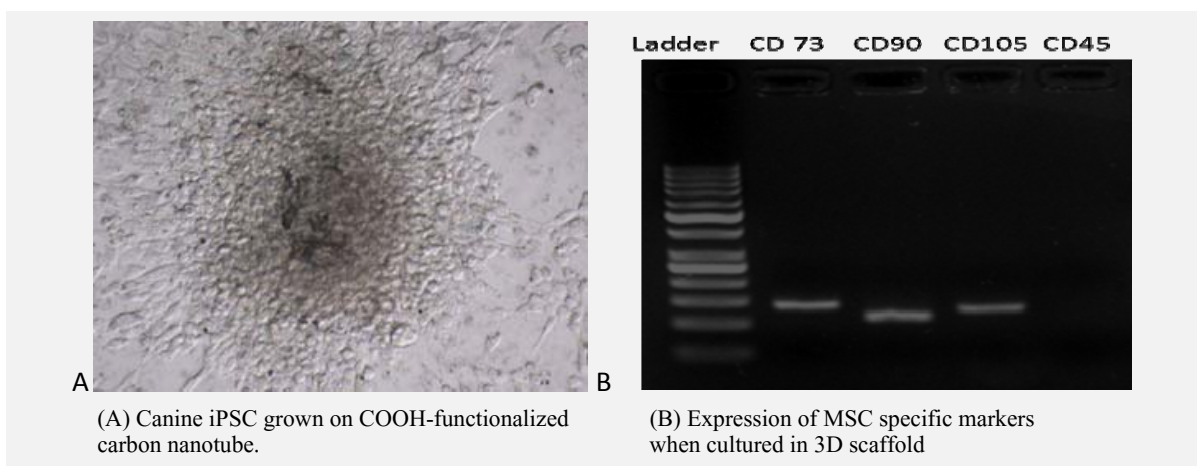 Ladder CD 73 CD90 CD105 CD45
A
B
(A) Canine iPSC grown on COOH-functionalized
carbon nanotube.
(B) Expression of MSC specific markers
when cultured in 3D scaffold